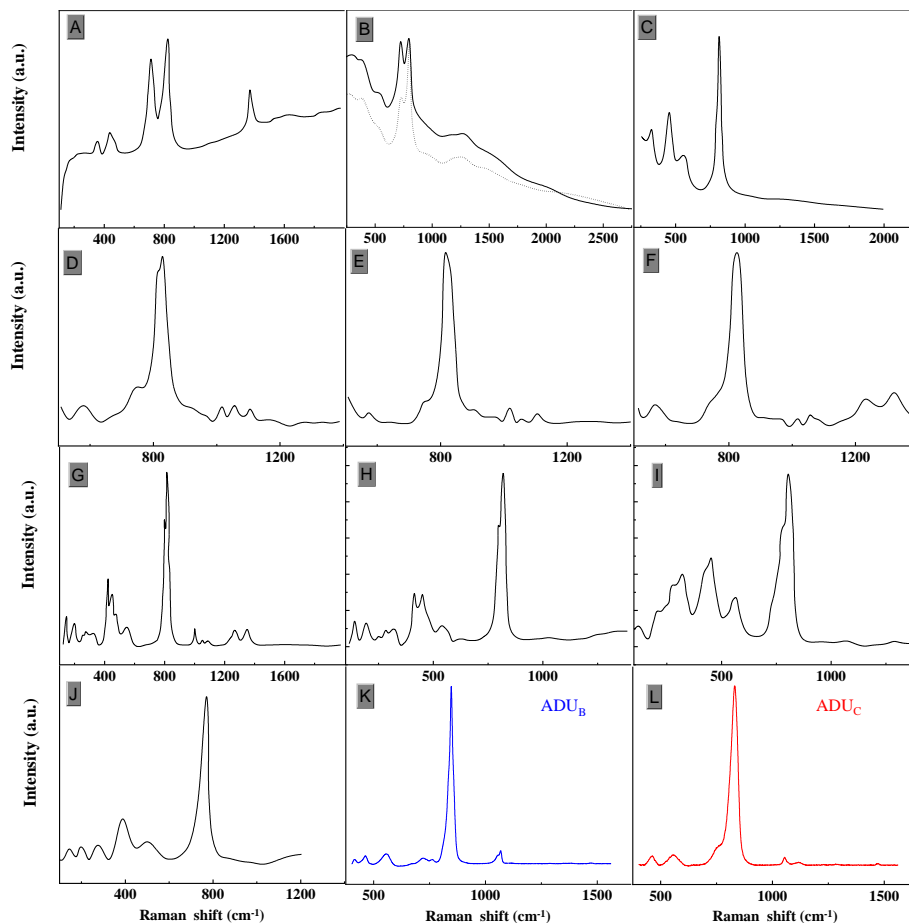 A B C
Intensity (a.u.)
400 800 1200 1600
500 1000 1500 2000 2500
500 1000 1500 2000
D E F
Intensity (a.u.)
800 1200
800 1200
800 1200
G H I
Intensity (a.u.)
400 800 1200 1600
500 1000
500 1000
J K ADU_B L ADU_C
Intensity (a.u.)
400 800 1200
500 1000 1500
500 1000 1500
Raman shift (cm⁻¹) Raman shift (cm⁻¹) Raman shift (cm⁻¹)